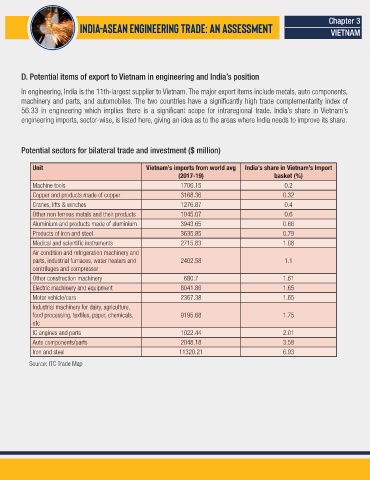 INDIA-ASEAN ENGINEERING TRADE: AN ASSESSMENT
Chapter 3
VIETNAM
D. Potential items of export to Vietnam in engineering and India's position
In engineering, India is the 11th-largest supplier to Vietnam. The major export items include metals, auto components,
machinery and parts, and automobiles. The two countries have a significantly high trade complementarity index of
56.33 in engineering which implies there is a significant scope for intraregional trade. India's share in Vietnam's
engineering imports, sector-wise, is listed here, giving an idea as to the areas where India needs to improve its share.
Potential sectors for bilateral trade and investment ($ million)
Unit Vietnam's imports from world avg India's share in Vietnam's Import
(2017-19) basket (%)
Machine tools 1706.15 0.2
Copper and products made of copper 3168.36 0.32
Cranes, lifts & winches 1276.87 0.4
Other non ferrous metals and their products 1045.07 0.6
Aluminium and products made of aluminium 3943.65 0.66
Products of iron and steel 3635.85 0.79
Medical and scientific instruments 2715.83 1.08
Air condition and refrigeration machinery and
parts, industrial furnaces, water heaters and 2402.58 1.1
centrifuges and compressor
Other construction machinery 680.7 1.61
Electric machinery and equipment 5041.86 1.65
Motor vehicle/cars 2367.38 1.65
Industrial machinery for dairy, agriculture,
food processing, textiles, paper, chemicals, 9195.68 1.75
etc
IC engines and parts 1022.44 2.01
Auto components/parts 2048.18 3.58
Iron and steel 11320.21 6.93
Source: ITC Trade Map